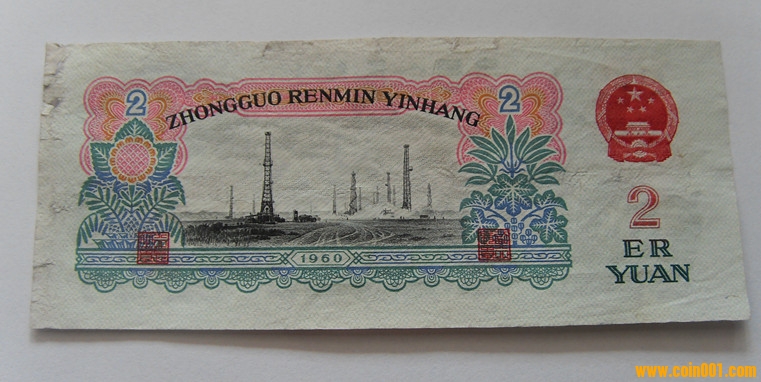 2
2
ZHONGGUO RENMIN YINHANG
1960
2
ER
YUAN
www.coin001.com